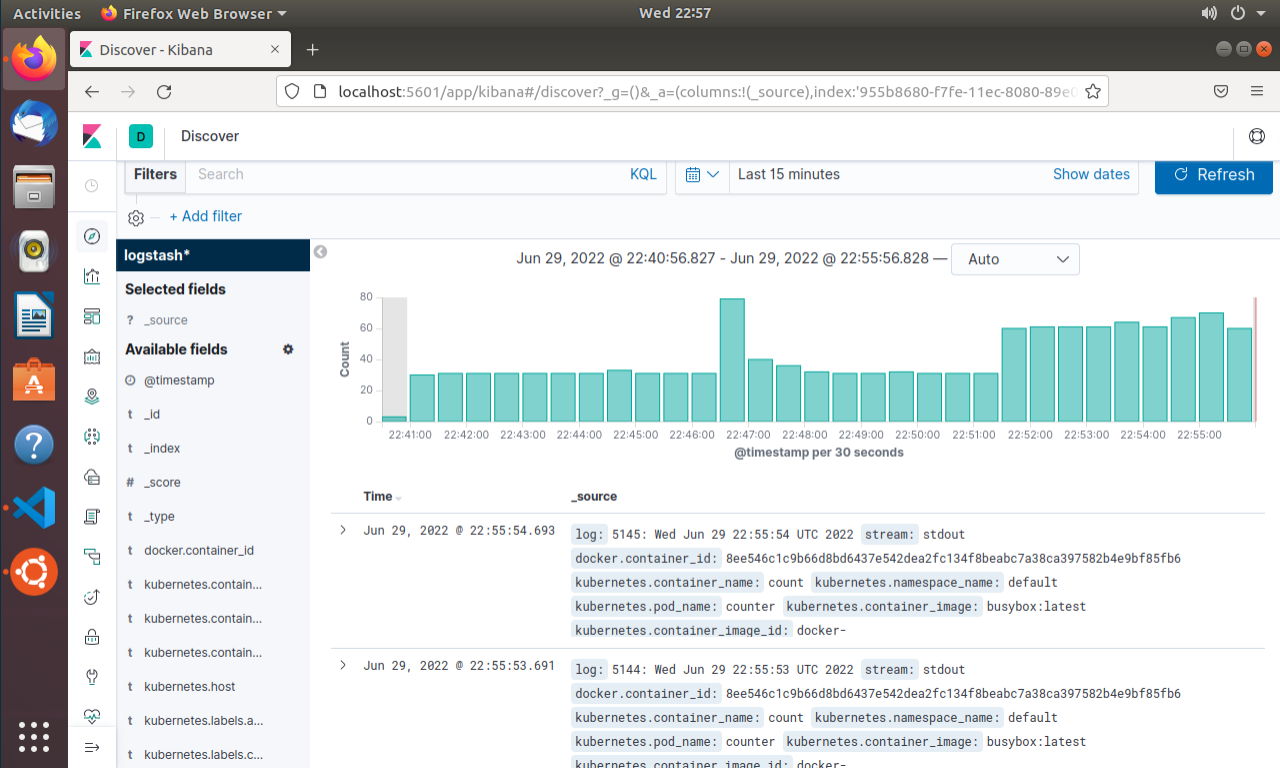 Activities Firefox Web Browser Wed 22:57
Discover - Kibana
localhost:5601/app/kibana#/discover?_g=()&_a=(columns:!(_source),index:'955b8680-f7fe-11ec-8080-89e0
D Discover
Filters Search KQL Last 15 minutes Show dates Refresh
+ Add filter
logstash*
Selected fields
? _source
Available fields
@timestamp
t _id
t _index
# _score
t _type
t docker.container_id
t kubernetes.contain...
t kubernetes.contain...
t kubernetes.contain...
t kubernetes.host
t kubernetes.labels.a...
t kubernetes.labels.c...
Jun 29, 2022 @ 22:40:56.827 - Jun 29, 2022 @ 22:55:56.828 — Auto
Count
80
60
40
20
0
22:41:00 22:42:00 22:43:00 22:44:00 22:45:00 22:46:00 22:47:00 22:48:00 22:49:00 22:50:00 22:51:00 22:52:00 22:53:00 22:54:00 22:55:00
@timestamp per 30 seconds
Time _source
Jun 29, 2022 @ 22:55:54.693 log: 5145: Wed Jun 29 22:55:54 UTC 2022 stream: stdout
docker.container_id: 8ee546c1c9b66d8bd6437e542dea2fc134f8beabc7a38ca397582b4e9bf85fb6
kubernetes.container_name: count kubernetes.namespace_name: default
kubernetes.pod_name: counter kubernetes.container_image: busybox:latest
kubernetes.container_image_id: docker-
Jun 29, 2022 @ 22:55:53.691 log: 5144: Wed Jun 29 22:55:53 UTC 2022 stream: stdout
docker.container_id: 8ee546c1c9b66d8bd6437e542dea2fc134f8beabc7a38ca397582b4e9bf85fb6
kubernetes.container_name: count kubernetes.namespace_name: default
kubernetes.pod_name: counter kubernetes.container_image: busybox:latest
kubernetes.container_image_id: docker-